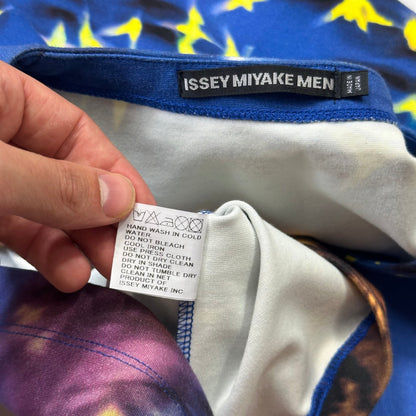 ISSEY MIYAKE MEN
MADE IN
JAPAN
HAND WASH IN COLD
WATER
DO NOT BLEACH
COOL IRON
USE PRESS CLOTH
DO NOT DRY CLEAN
DRY IN SHADE
DO NOT TUMBLE DRY
CLEAN IN NET
PRODUCT OF
ISSEY MIYAKE INC.